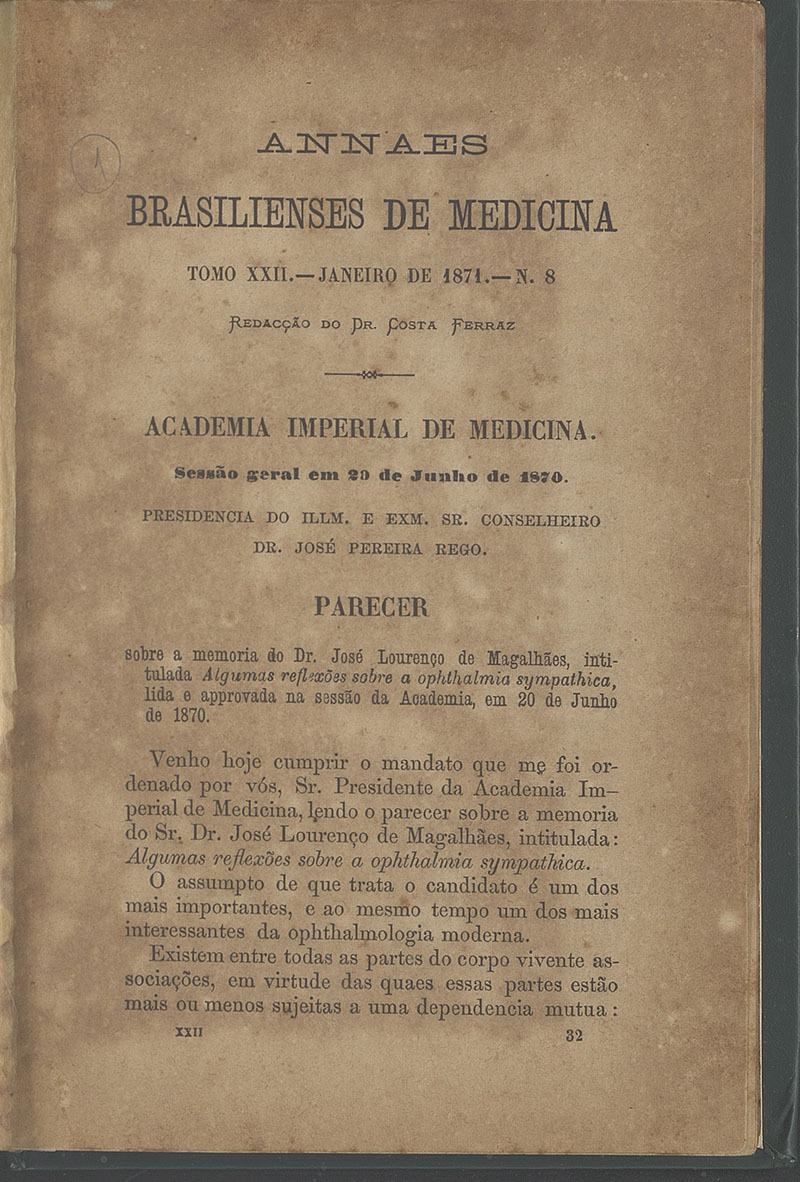 1
ANNAES
BRASILIENSES DE MEDICINA
TOMO XXII.—JANEIRO DE 1871.—N. 8
REDACÇÃO DO DR. COSTA FERRAZ
ACADEMIA IMPERIAL DE MEDICINA.
Sessão geral em 20 de Junho de 1870.
PRESIDENCIA DO ILLM. E EXM. SR. CONSELHEIRO
DR. JOSÉ PEREIRA REGO.
PARECER
sobre a memoria do Dr. José Lourenço de Magalhães, inti-
tulada Algumas reflexões sobre a ophthalmia sympathica,
lida e approvada na sessão da Academia, em 20 de Junho
de 1870.
Venho hoje cumprir o mandato que me foi or-
denado por vós, Sr. Presidente da Academia Im-
perial de Medicina, lendo o parecer sobre a memoria
do Sr. Dr. José Lourenço de Magalhães, intitulada:
Algumas reflexões sobre a ophthalmia sympathica.
O assumpto de que trata o candidato é um dos
mais importantes, e ao mesmo tempo um dos mais
interessantes da ophthalmologia moderna.
Existem entre todas as partes do corpo vivente as-
sociações, em virtude das quaes essas partes estão
mais ou menos sujeitas a uma dependencia mutua:
XXII 32